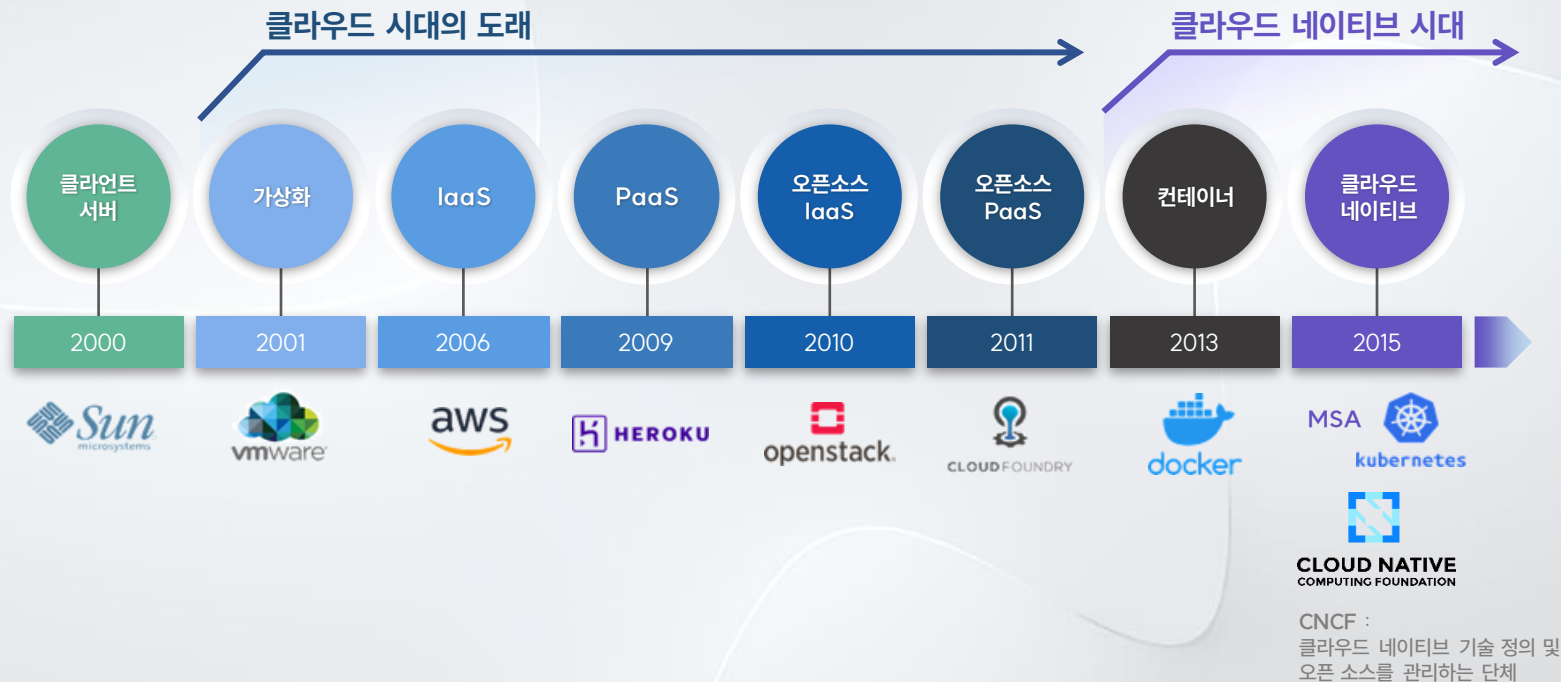 클라우드 시대의 도래
클라우드 네이티브 시대
클라언트
서버
가상화
IaaS
PaaS
오픈소스
IaaS
오픈소스
PaaS
컨테이너
클라우드
네이티브
2000
2001
2006
2009
2010
2011
2013
2015
Sun
microsystems
vmware
aws
HEROKU
openstack.
CLOUD FOUNDRY
docker
MSA
kubernetes
CLOUD NATIVE
COMPUTING FOUNDATION
CNCF :
클라우드 네이티브 기술 정의 및
오픈 소스를 관리하는 단체